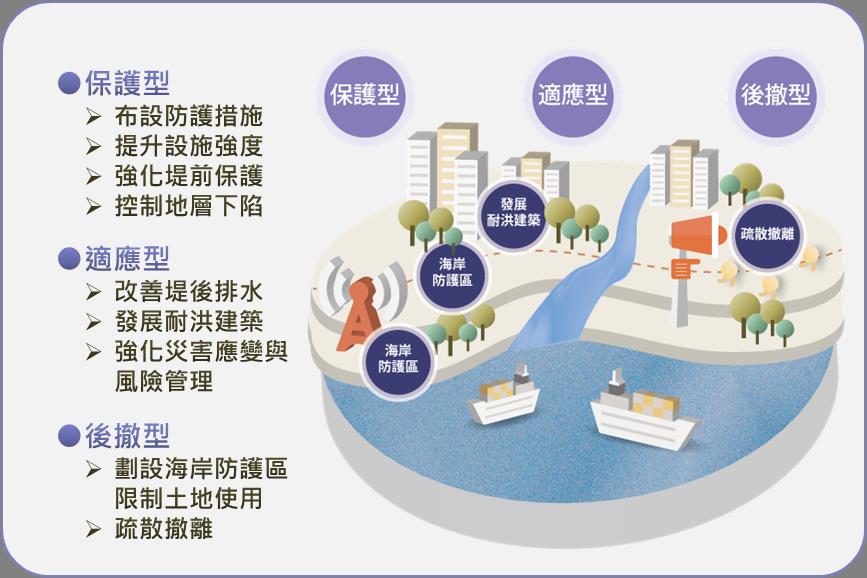 保護型
布設防護措施
提升設施強度
強化堤前保護
控制地層下陷
適應型
改善堤後排水
發展耐洪建築
強化災害應變與
風險管理
後撤型
劃設海岸防護區
限制土地使用
疏散撤離
保護型
適應型
後撤型
發展
耐洪建築
疏散撤離
海岸
防護區
海岸
防護區